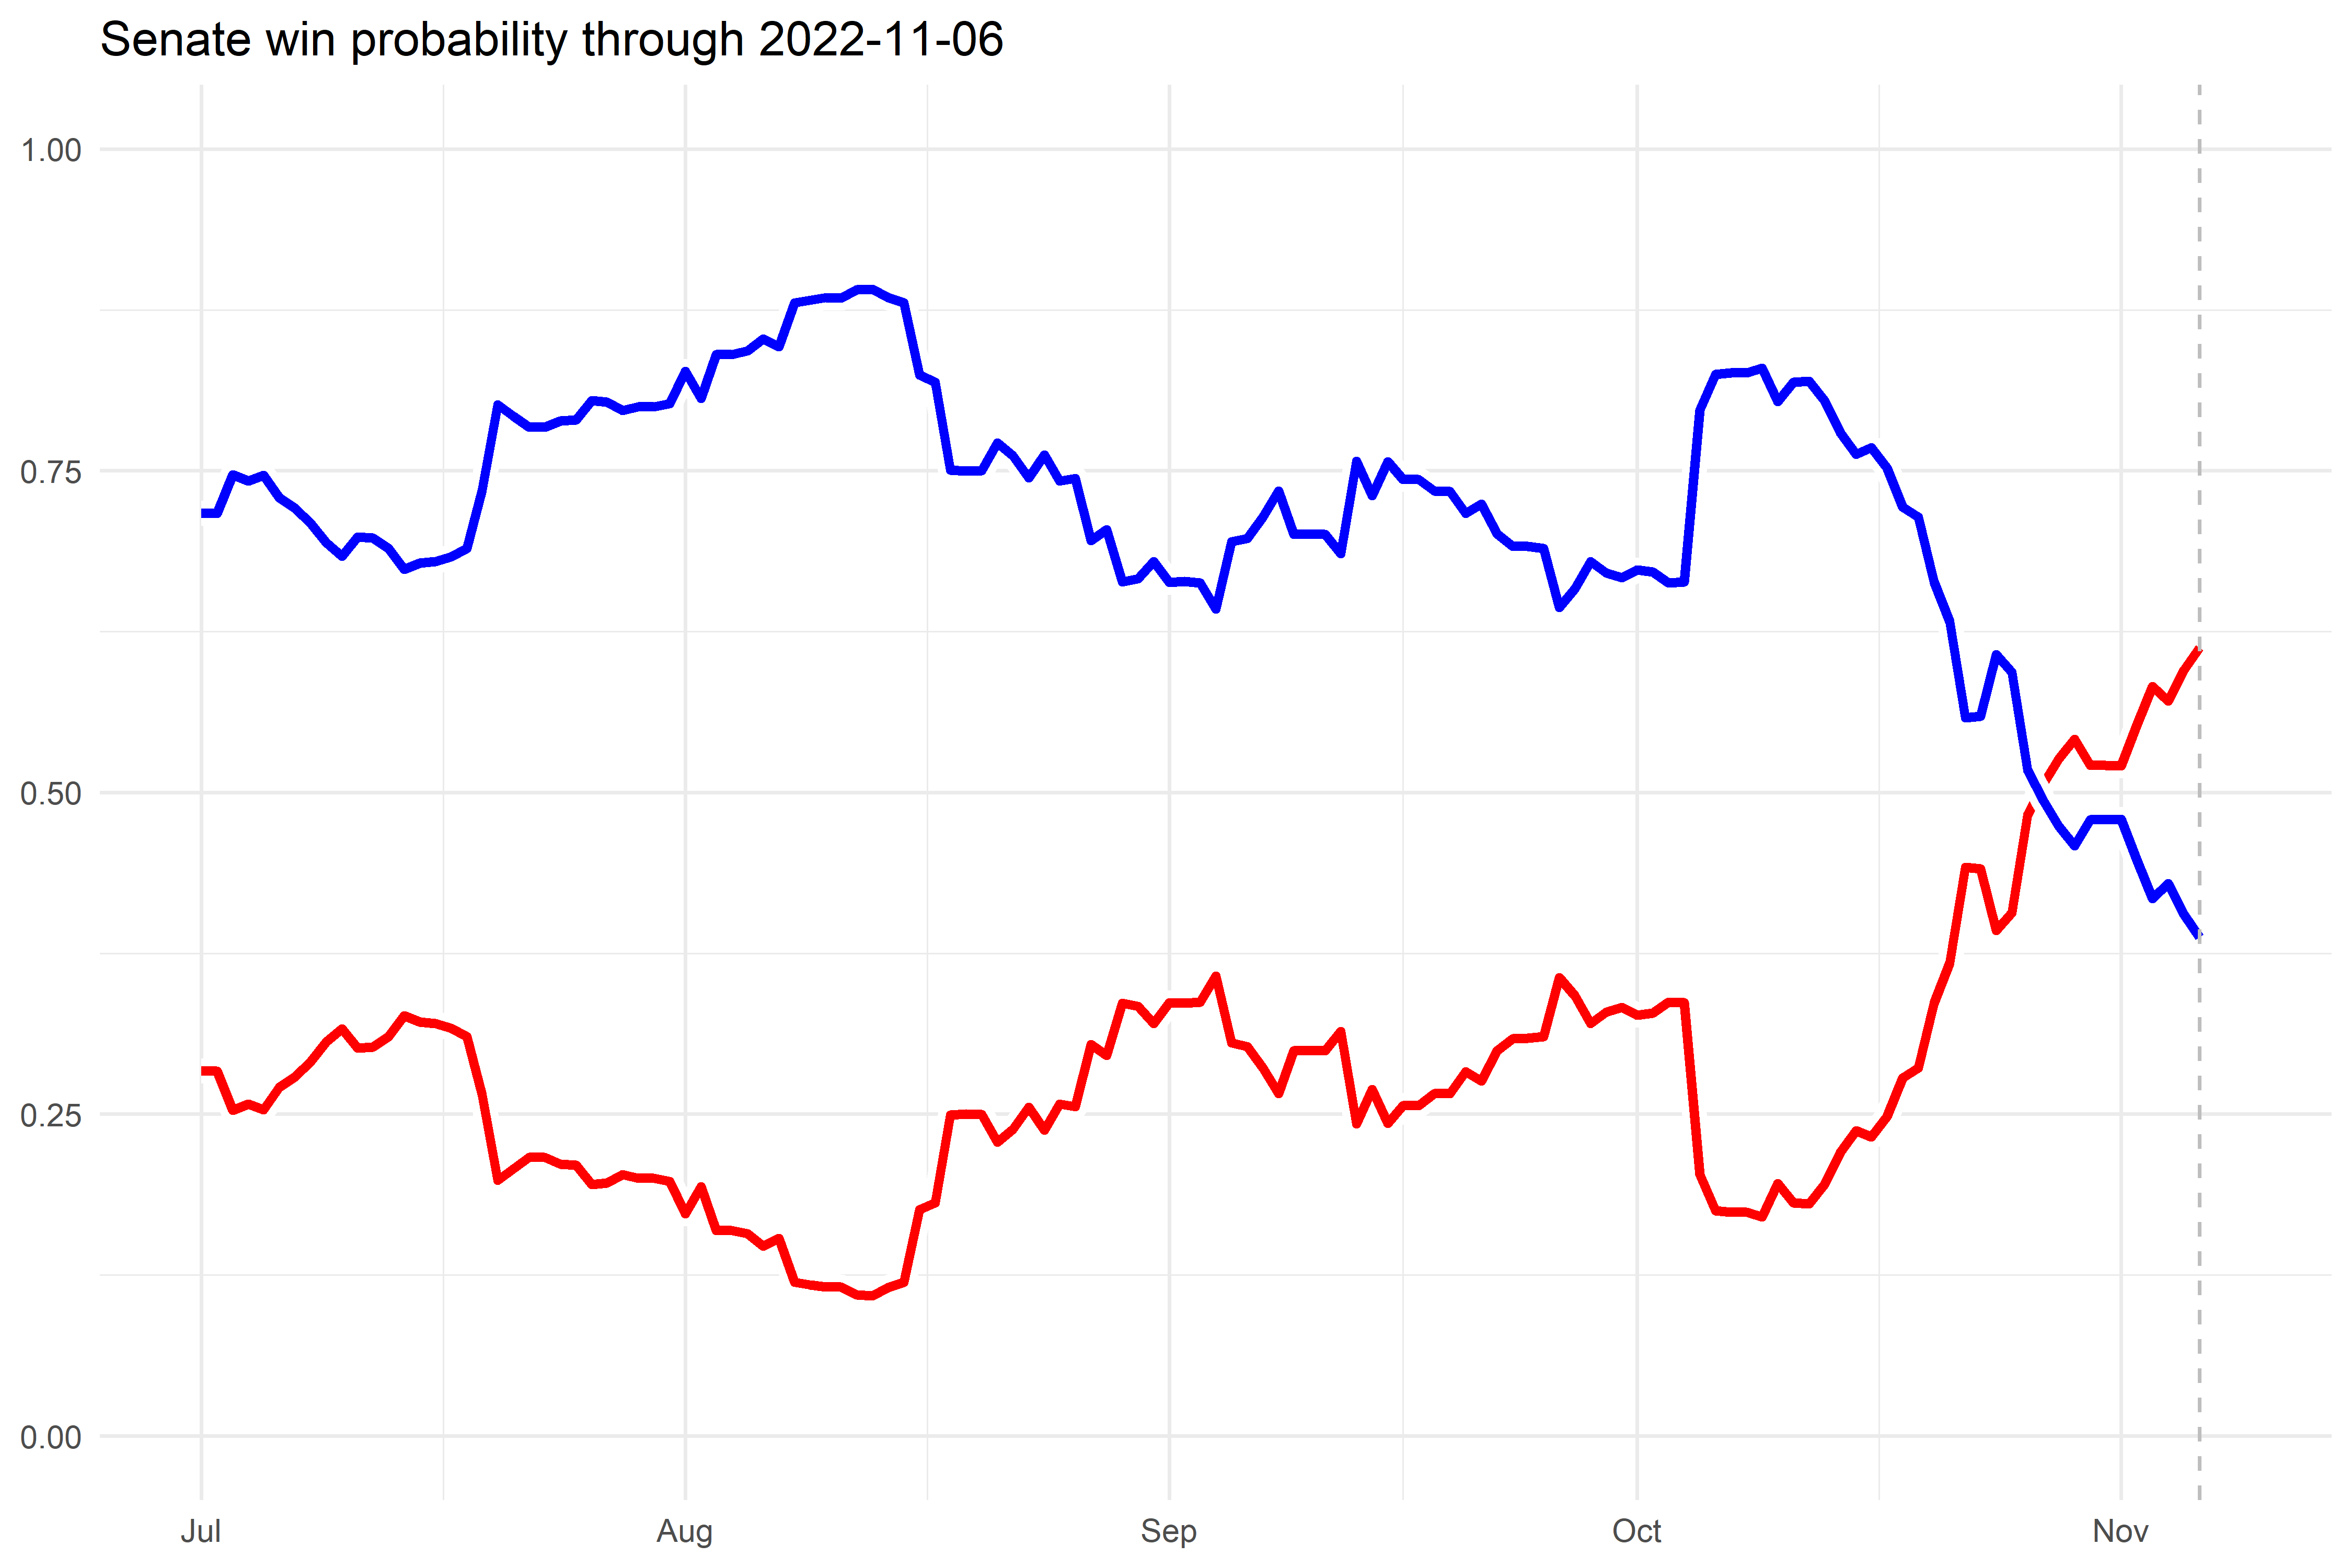 Senate win probability through 2022-11-06
1.00
0.75
0.50
0.25
0.00
Jul Aug Sep Oct Nov